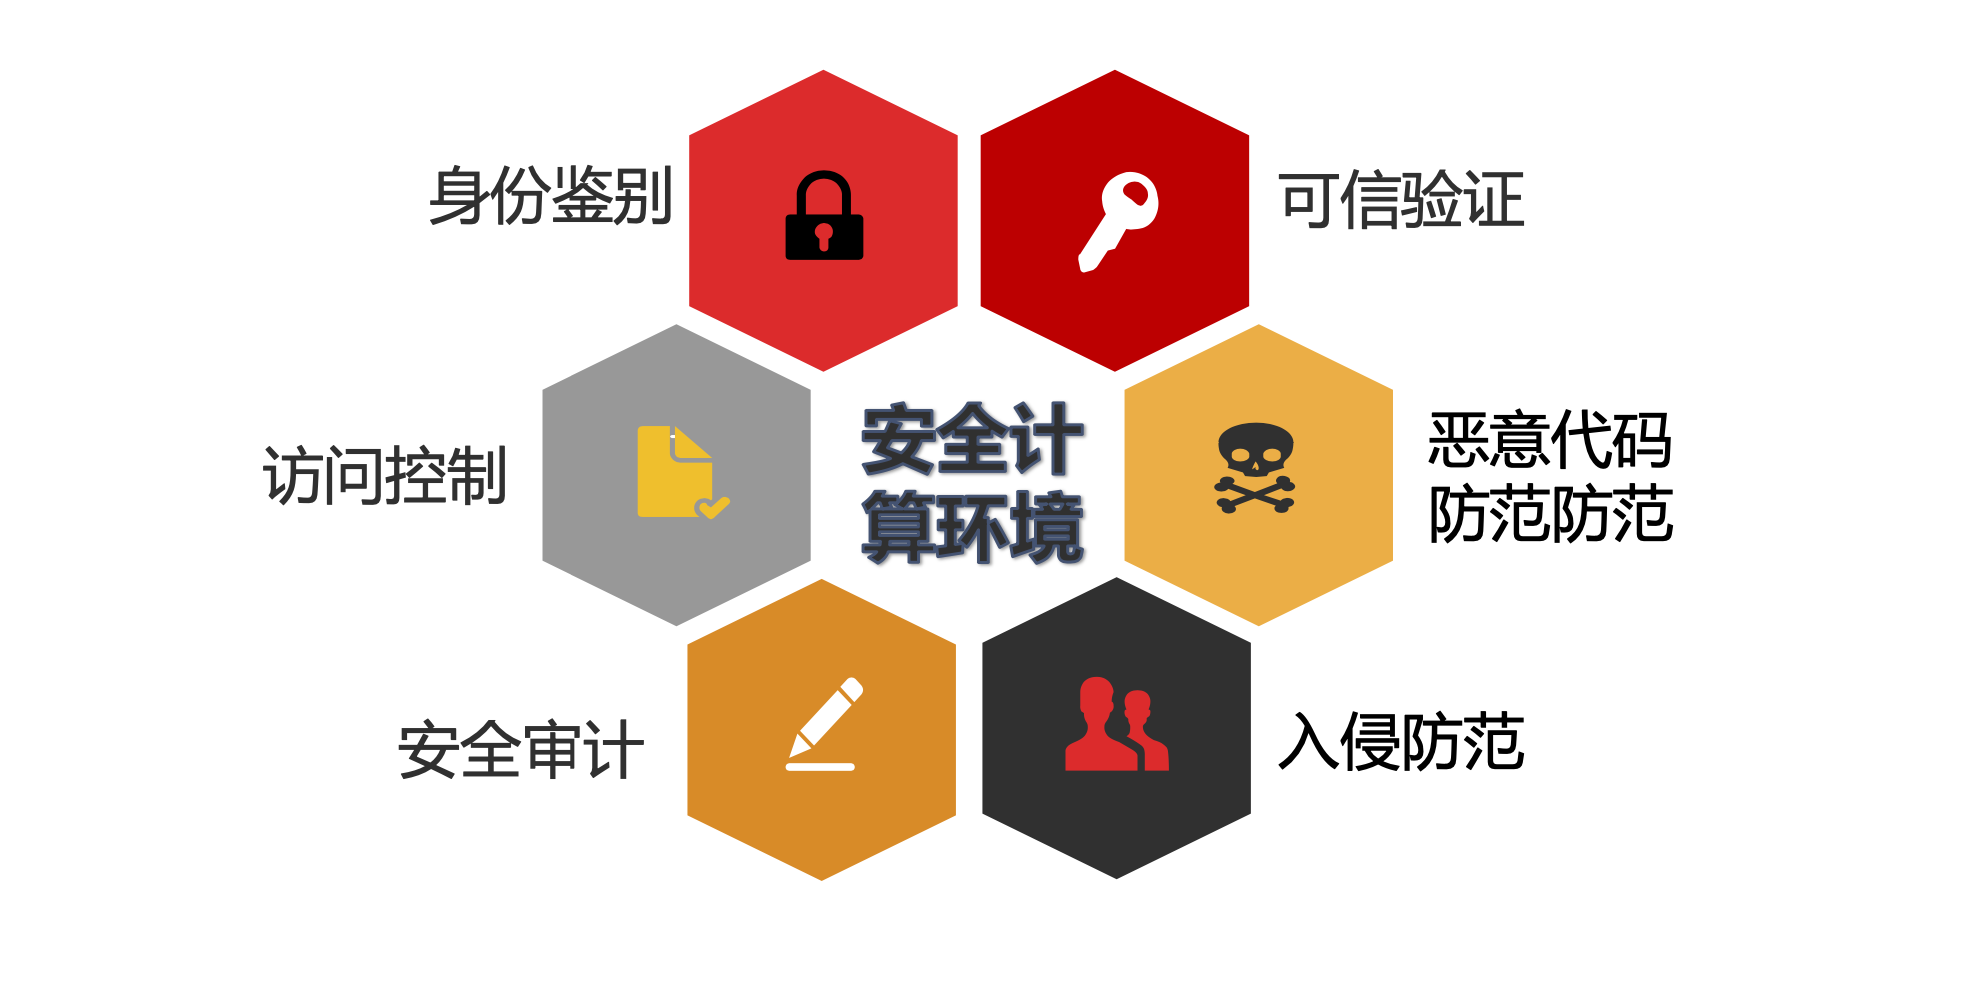 身份鉴别
可信验证
访问控制
安全计
算环境
恶意代码
防范防范
安全审计
入侵防范